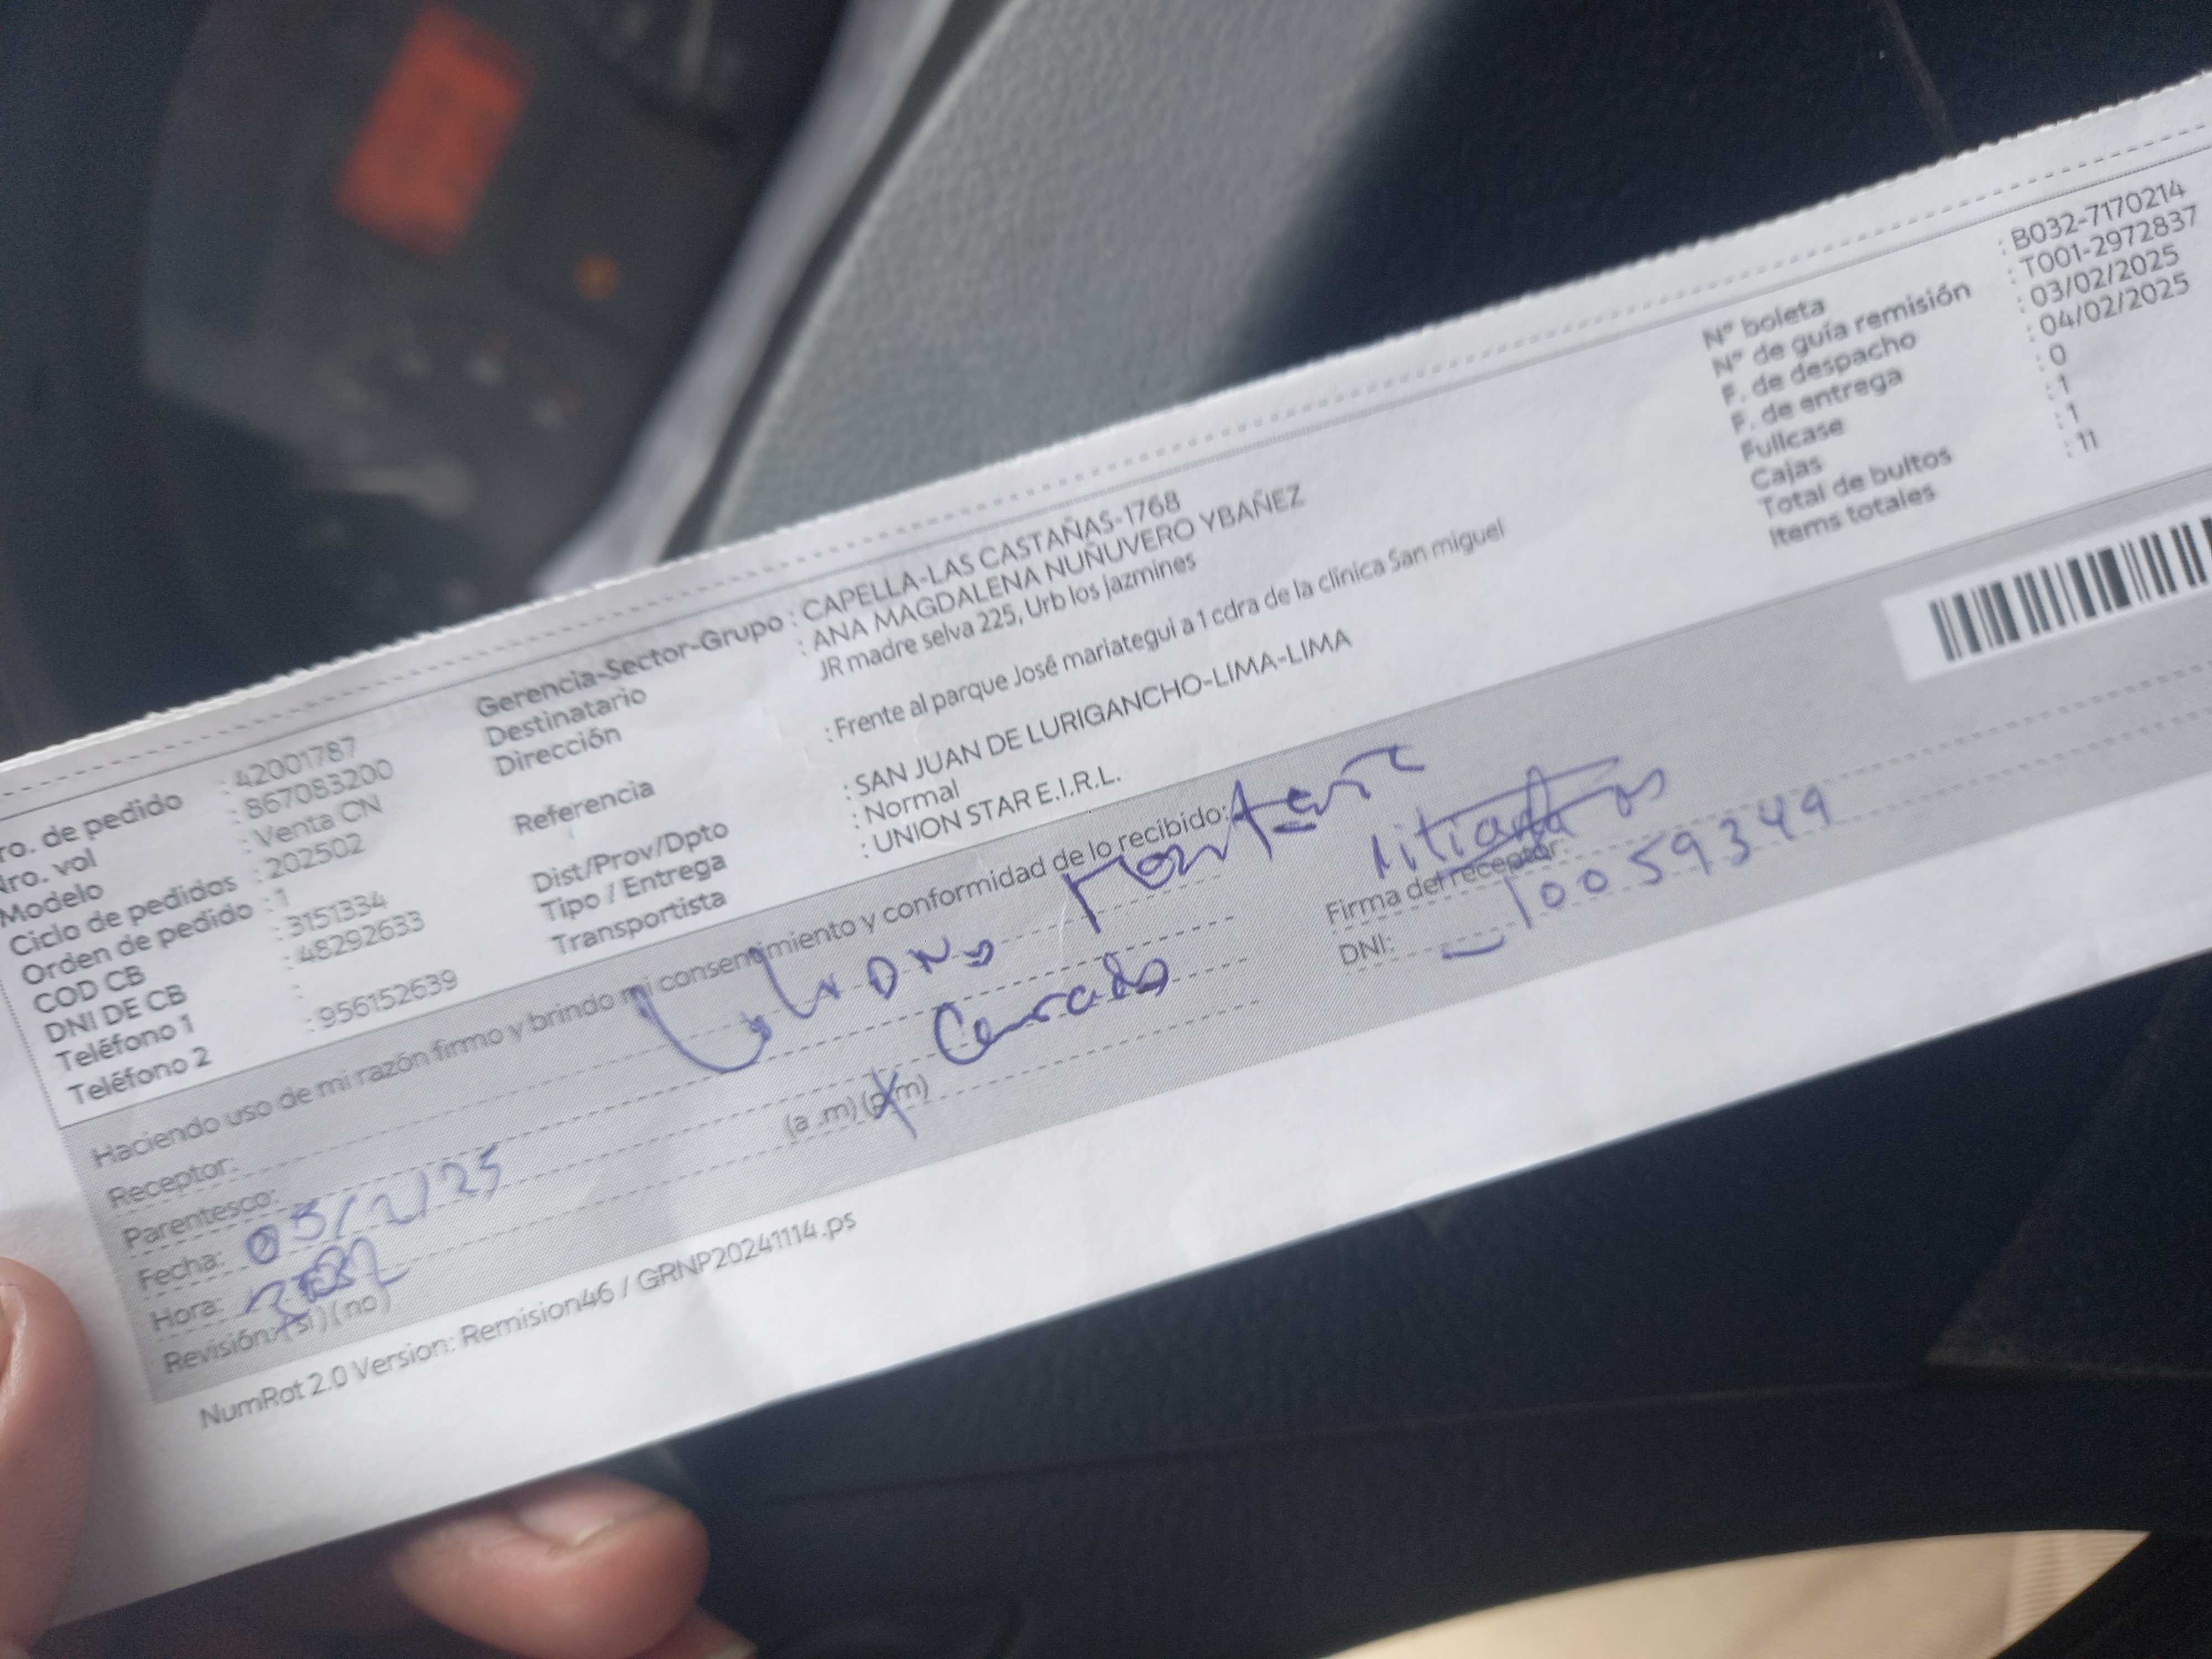 ro. de pedido : 42001787
Nro. vol : 867083200
Modelo : Venta CN
Ciclo de pedidos : 202502
Orden de pedido : 1
COD CB : 3151334
DNI DE CB : 48292633
Teléfono 1 :
Teléfono 2 : 956152639
Gerencia-Sector-Grupo : CAPELLA-LAS CASTAÑAS-1768
Destinatario : ANA MAGDALENA NUÑUVERO YBAÑEZ
Dirección JR madre selva 225, Urb los jazmines
Referencia : Frente al parque José mariategui a 1 cdra de la clínica San miguel
Dist/Prov/Dpto : SAN JUAN DE LURIGANCHO-LIMA-LIMA
Tipo / Entrega : Normal
Transportista : UNION STAR E.I.R.L.
N° boleta : B032-7170214
N° de guía remisión : T001-2972837
F. de despacho : 03/02/2025
F. de entrega : 04/02/2025
Fullcase : 0
Cajas : 1
Total de bultos : 1
Items totales : 11
Haciendo uso de mi razón firmo y brindo mi consentimiento y conformidad de lo recibido:
Receptor:
Parentesco:
Fecha: 05/2/25
Hora: (a .m) (p.m)
Cerrado
Revisión: (si) (no)
Firma del receptor:
DNI: 10059349
NumRot 2.0 Version: Remision46 / GRNP20241114.ps